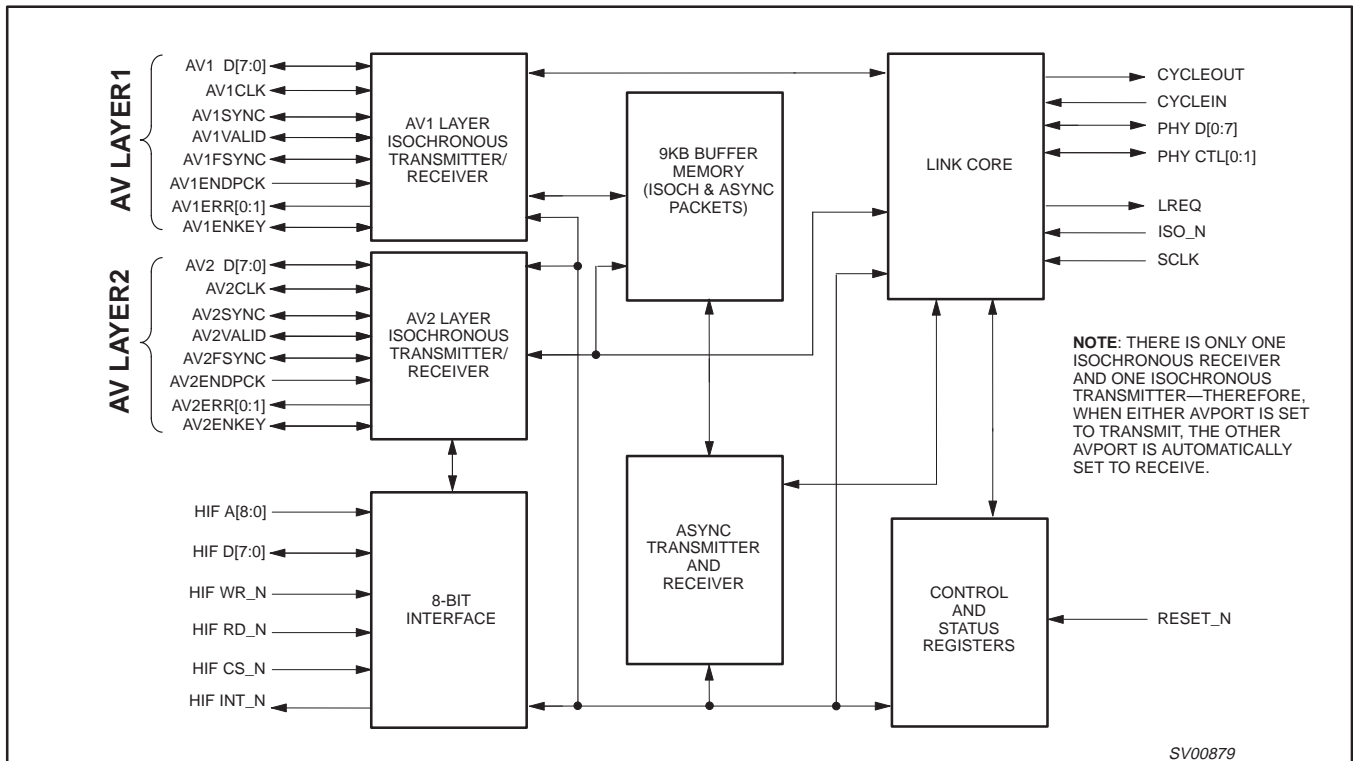 AV LAYER1
AV1 D[7:0]
AV1CLK
AV1SYNC
AV1VALID
AV1FSYNC
AV1ENDPCK
AV1ERR[0:1]
AV1ENKEY
AV1 LAYER
ISOCHRONOUS
TRANSMITTER/
RECEIVER
AV LAYER2
AV2 D[7:0]
AV2CLK
AV2SYNC
AV2VALID
AV2FSYNC
AV2ENDPCK
AV2ERR[0:1]
AV2ENKEY
AV2 LAYER
ISOCHRONOUS
TRANSMITTER/
RECEIVER
HIF A[8:0]
HIF D[7:0]
HIF WR_N
HIF RD_N
HIF CS_N
HIF INT_N
8-BIT
INTERFACE
9KB BUFFER
MEMORY
(ISOCH & ASYNC
PACKETS)
ASYNC
TRANSMITTER
AND
RECEIVER
LINK CORE
CYCLEOUT
CYCLEIN
PHY D[0:7]
PHY CTL[0:1]
LREQ
ISO_N
SCLK
NOTE: THERE IS ONLY ONE
ISOCHRONOUS RECEIVER
AND ONE ISOCHRONOUS
TRANSMITTER—THEREFORE,
WHEN EITHER AVPORT IS SET
TO TRANSMIT, THE OTHER
AVPORT IS AUTOMATICALLY
SET TO RECEIVE.
CONTROL
AND
STATUS
REGISTERS
RESET_N
SV00879